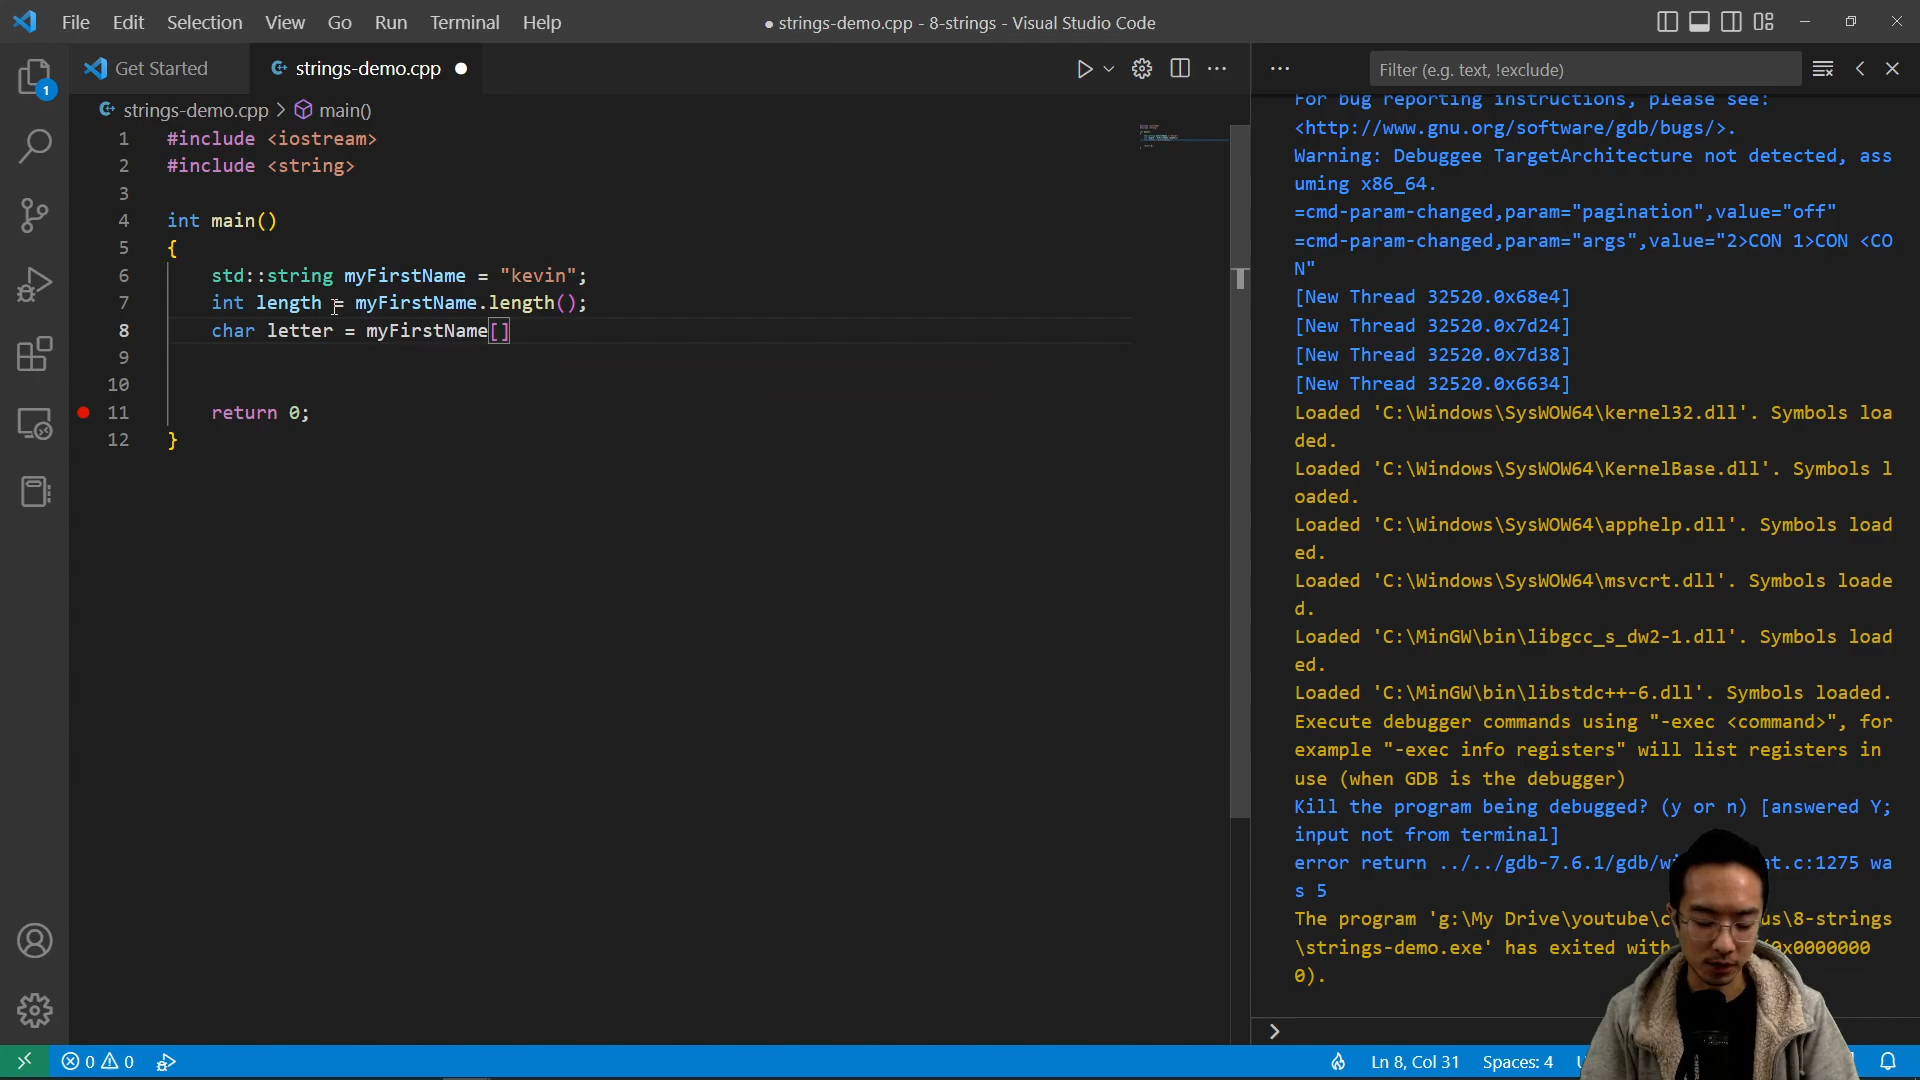 File Edit Selection View Go Run Terminal Help
● strings-demo.cpp - 8-strings - Visual Studio Code
Get Started
strings-demo.cpp ●
Filter (e.g. text, !exclude)
strings-demo.cpp > main()
1 #include <iostream>
2 #include <string>
3
4 int main()
5 {
6 std::string myFirstName = "kevin";
7 int length = myFirstName.length();
8 char letter = myFirstName[]
9
10
11 return 0;
12 }
For bug reporting instructions, please see:
<http://www.gnu.org/software/gdb/bugs/>.
Warning: Debuggee TargetArchitecture not detected, ass
uming x86_64.
=cmd-param-changed,param="pagination",value="off"
=cmd-param-changed,param="args",value="2>CON 1>CON <CO
N"
[New Thread 32520.0x68e4]
[New Thread 32520.0x7d24]
[New Thread 32520.0x7d38]
[New Thread 32520.0x6634]
Loaded 'C:\Windows\SysWOW64\kernel32.dll'. Symbols loa
ded.
Loaded 'C:\Windows\SysWOW64\KernelBase.dll'. Symbols l
oaded.
Loaded 'C:\Windows\SysWOW64\apphelp.dll'. Symbols load
ed.
Loaded 'C:\Windows\SysWOW64\msvcrt.dll'. Symbols loade
d.
Loaded 'C:\MinGW\bin\libgcc_s_dw2-1.dll'. Symbols load
ed.
Loaded 'C:\MinGW\bin\libstdc++-6.dll'. Symbols loaded.
Execute debugger commands using "-exec <command>", for
example "-exec info registers" will list registers in
use (when GDB is the debugger)
Kill the program being debugged? (y or n) [answered Y;
input not from terminal]
error return ../../gdb-7.6.1/gdb/wi at.c:1275 wa
s 5
The program 'g:\My Drive\youtube\c us\8-strings
\strings-demo.exe' has exited with (0x0000000
0).
>
1
0 0
Ln 8, Col 31 Spaces: 4